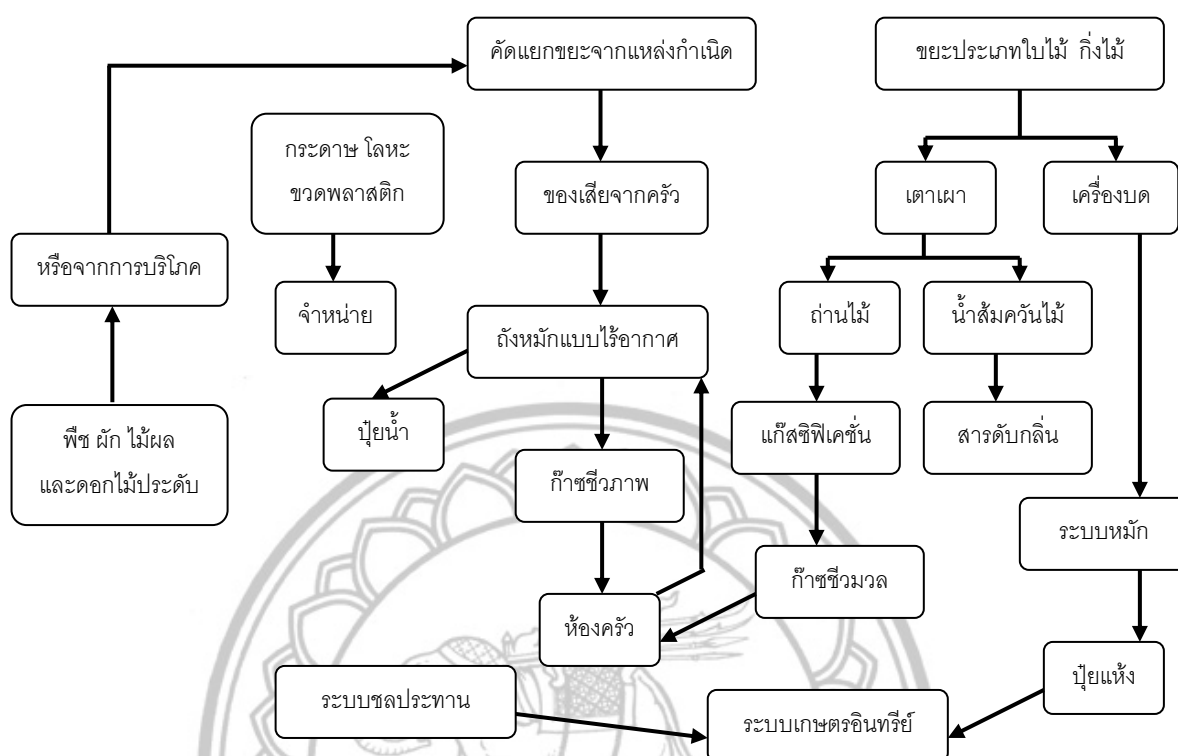 คัดแยกขยะจากแหล่งกำเนิด
ขยะประเภทใบไม้ กิ่งไม้
กระดาษ โลหะ
ขวดพลาสติก
ของเสียจากครัว
เตาเผา
เครื่องบด
หรือจากการบริโภค
จำหน่าย
ถังหมักแบบไร้อากาศ
ถ่านไม้
น้ำส้มควันไม้
พืช ผัก ไม้ผล
และดอกไม้ประดับ
ปุ๋ยน้ำ
แก๊สซิฟิเคชั่น
สารดับกลิ่น
ก๊าซชีวภาพ
ระบบหมัก
ก๊าซชีวมวล
ห้องครัว
ปุ๋ยแห้ง
ระบบชลประทาน
ระบบเกษตรอินทรีย์